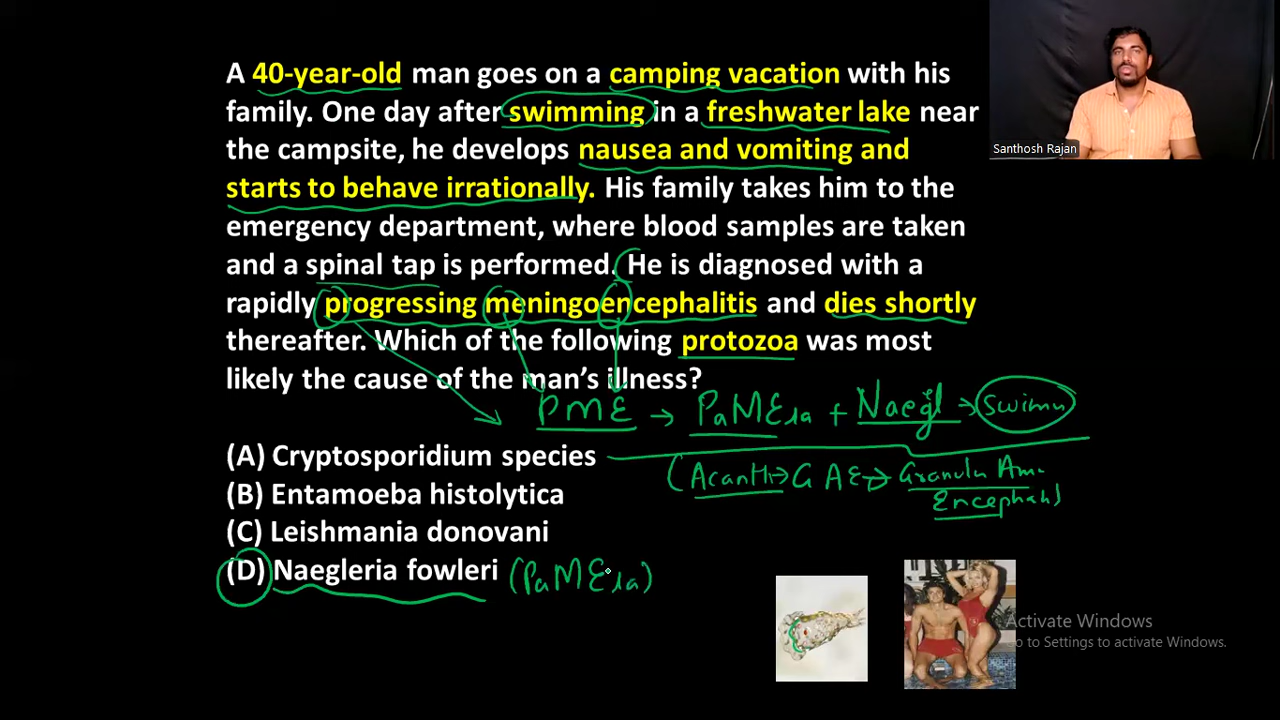 A 40-year-old man goes on a camping vacation with his
family. One day after swimming in a freshwater lake near
the campsite, he develops nausea and vomiting and
starts to behave irrationally. His family takes him to the
emergency department, where blood samples are taken
and a spinal tap is performed. He is diagnosed with a
rapidly progressing meningoencephalitis and dies shortly
thereafter. Which of the following protozoa was most
likely the cause of the man's illness?
Santhosh Rajan
PME → PaMEla + Naegl → Swimn
(Acanth → GAE → Granulu Am.
Encephah)
(A) Cryptosporidium species
(B) Entamoeba histolytica
(C) Leishmania donovani
(D) Naegleria fowleri (PaMEla)
Activate Windows
Go to Settings to activate Windows.